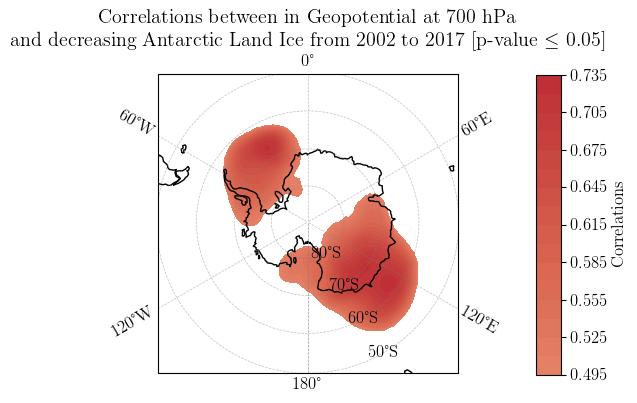 Correlations between in Geopotential at 700 hPa
and decreasing Antarctic Land Ice from 2002 to 2017 [p-value ≤ 0.05]
0°
60°W
60°E
120°W
120°E
180°
80°S
70°S
60°S
50°S
0.735
0.705
0.675
0.645
0.615
0.585
0.555
0.525
0.495
Correlations